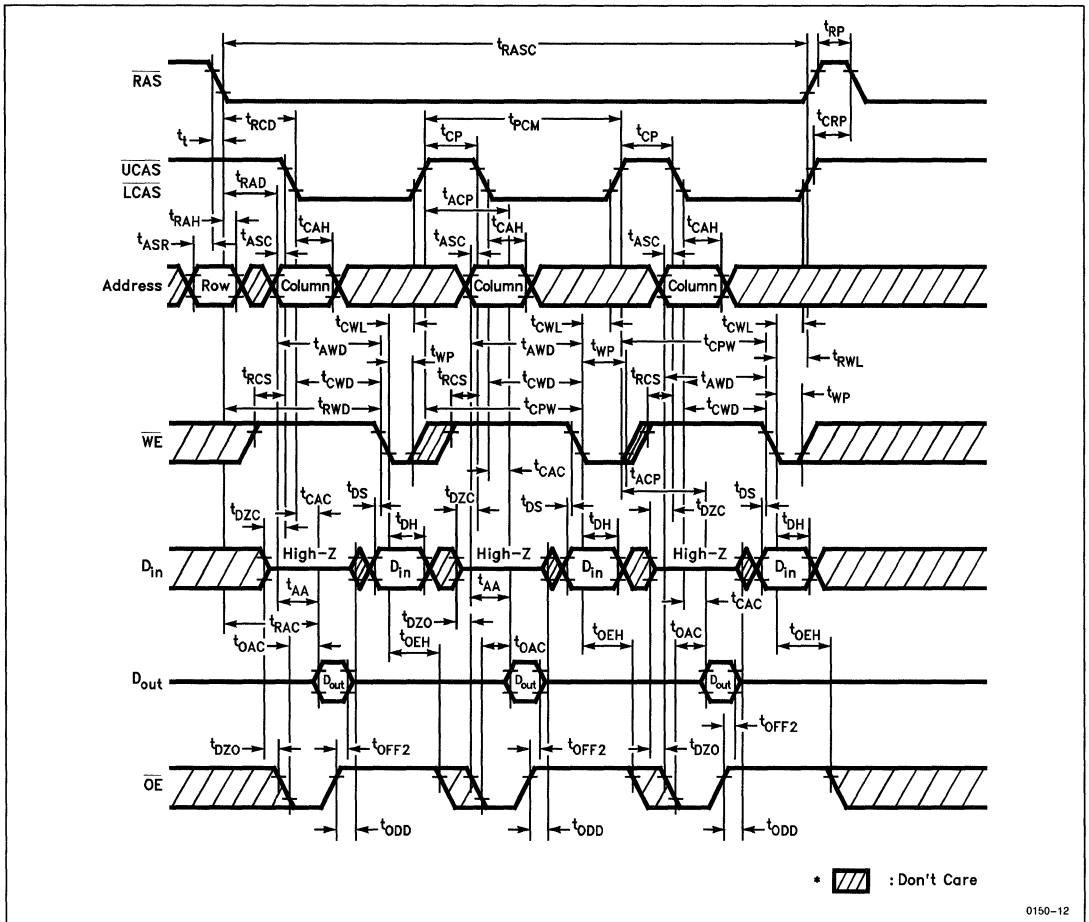 tRASC
tRP
RAS
tRCD
tPCM
tCRP
tt
tCP
tCP
UCAS
LCAS
tRAD
tACP
tRAH
tCAH
tCAH
tCAH
tASR
tASC
tASC
tASC
Address
Row
Column
Column
Column
tCWL
tCWL
tCWL
tCPW
tAWD
tWP
tAWD
tWP
tRWL
tRCS
tRCS
tRCS
tAWD
tCWD
tCWD
tCWD
tWP
tRWD
tCPW
WE
tCAC
tACP
tCAC
tDS
tDZC
tDS
tDZC
tDS
tDZC
tDH
tDH
tDH
High-Z
High-Z
High-Z
Din
Din
Din
Din
tAA
tAA
tCAC
tRAC
tDZO
tOAC
tOEH
tOAC
tOEH
tOAC
tOEH
Dout
Dout
Dout
Dout
tOFF2
tDZO
tOFF2
tOFF2
tDZO
OE
tODD
tODD
tODD
* : Don't Care
0150-12